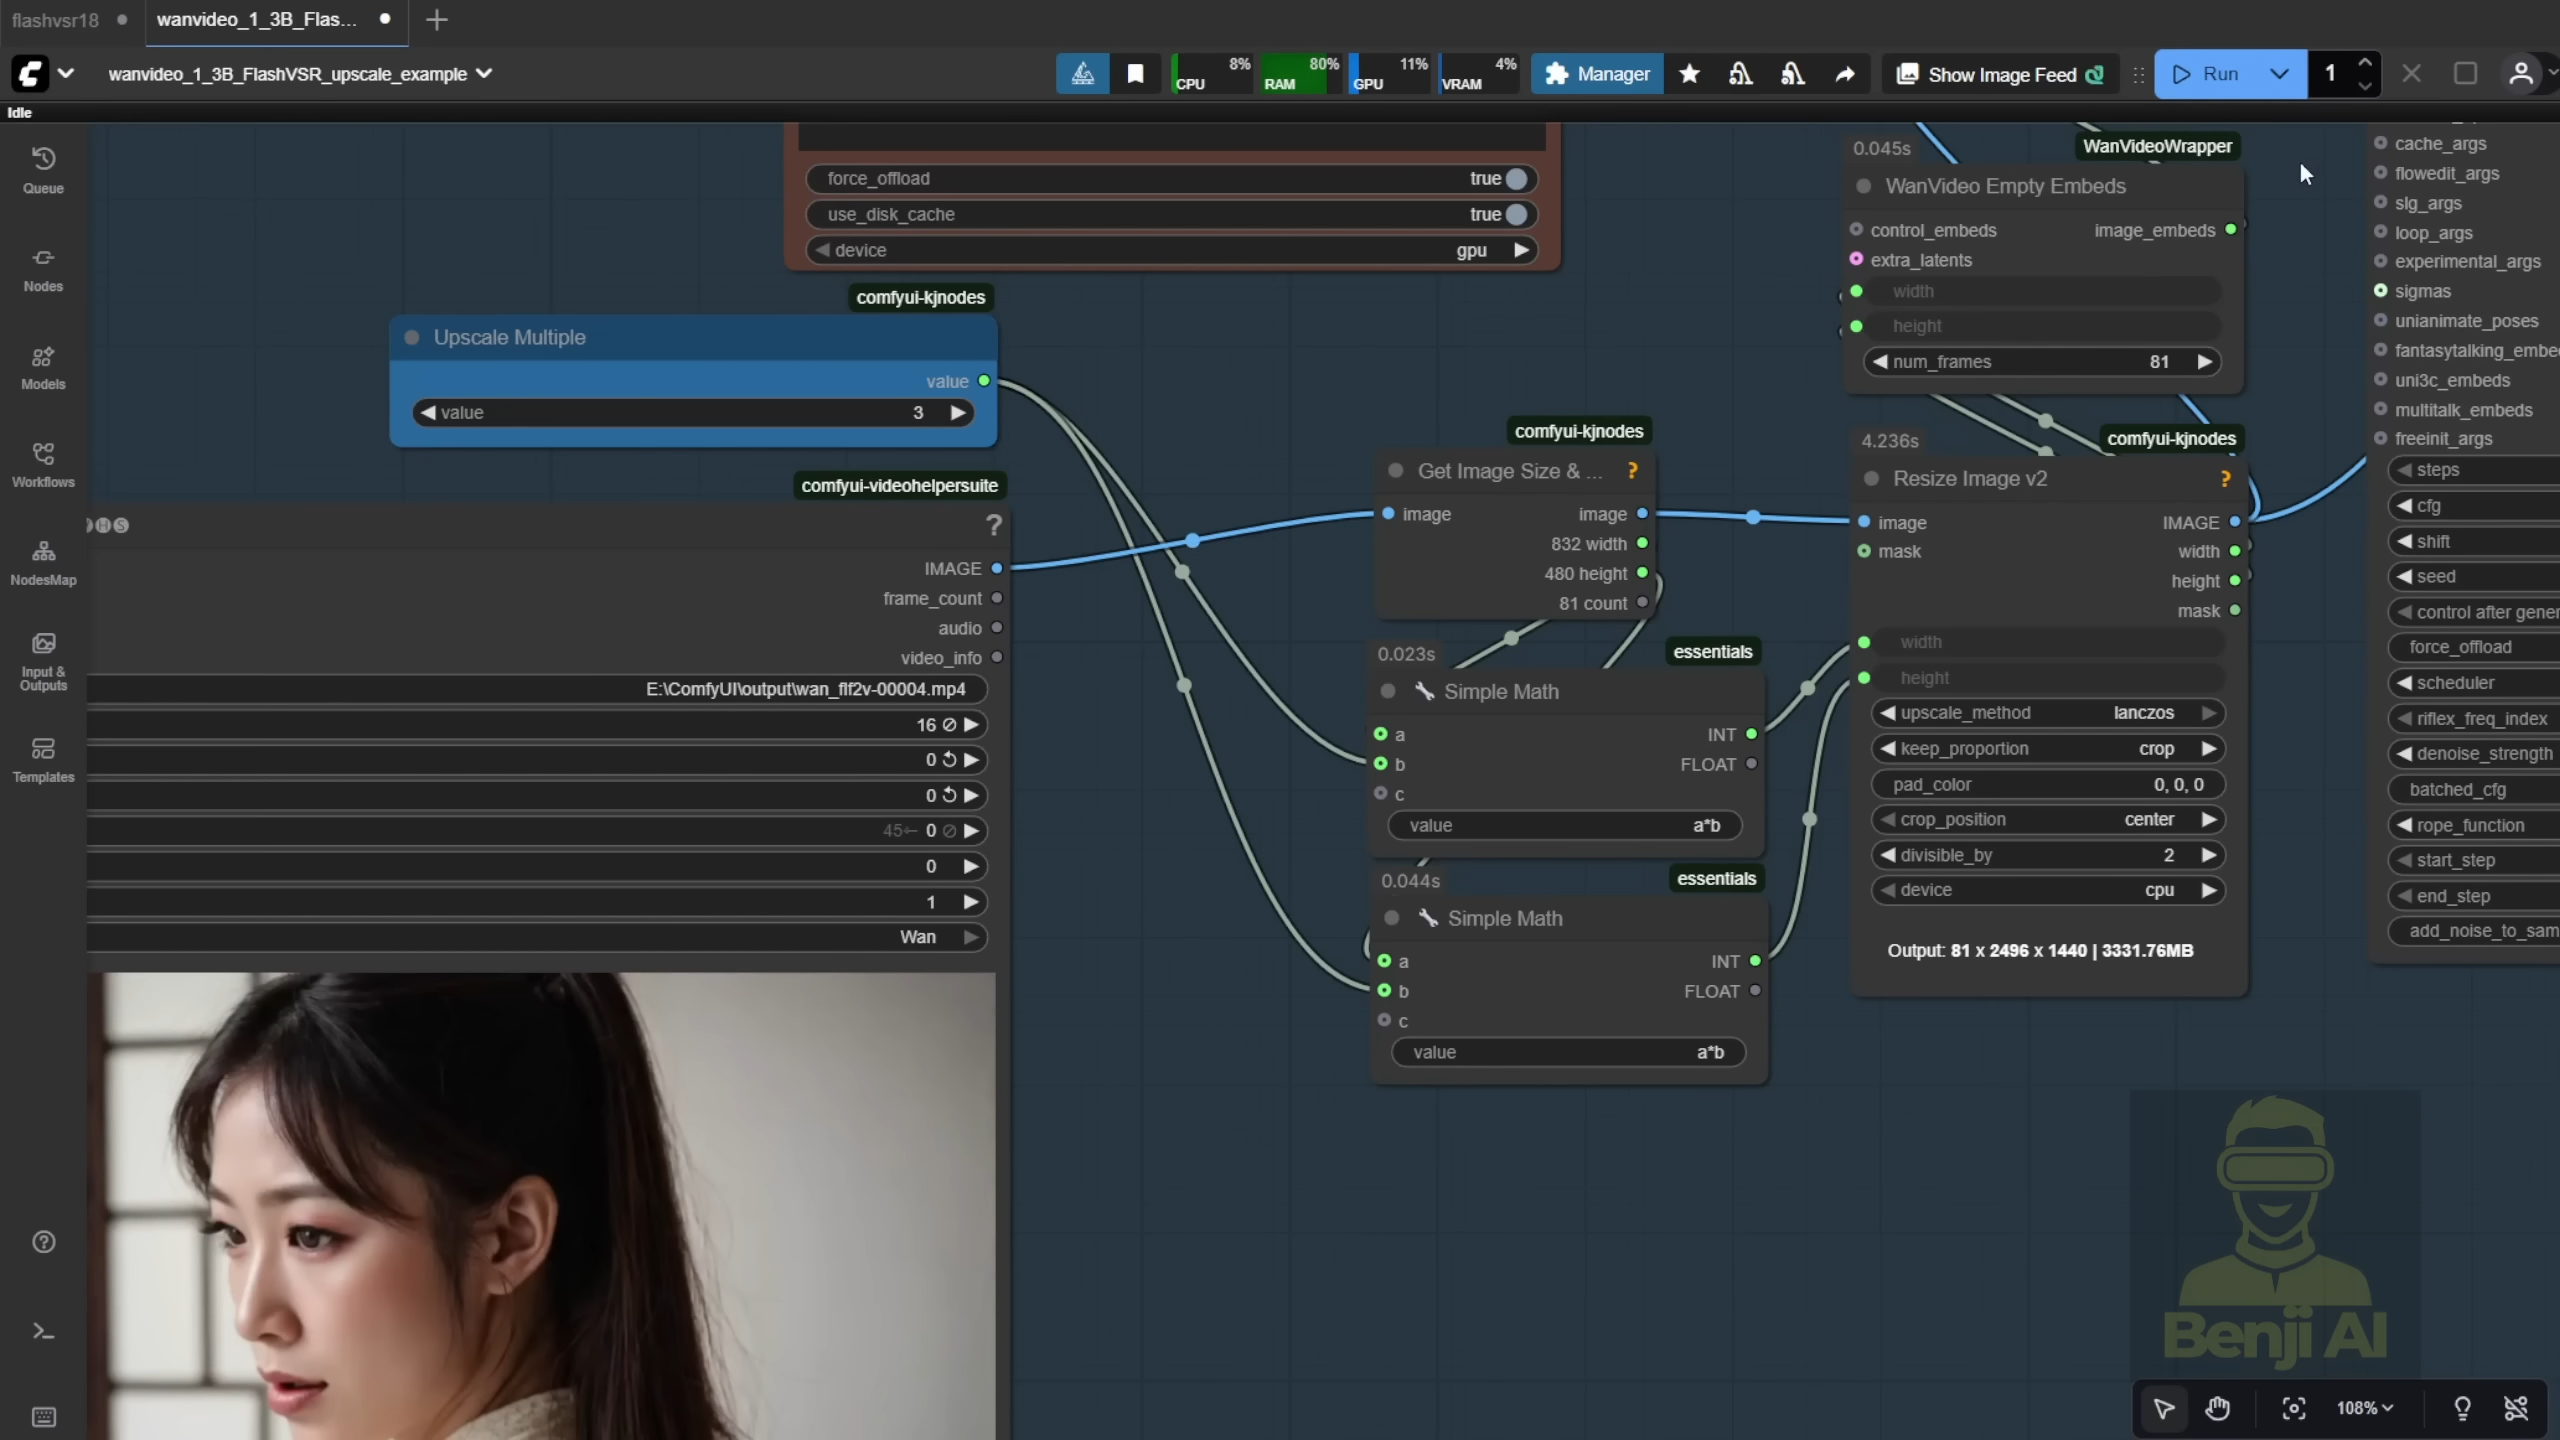 flashvsr18
wanvideo_1_3B_Flas...
wanvideo_1_3B_FlashVSR_upscale_example
8%
CPU
80%
RAM
11%
GPU
4%
VRAM
Manager
Show Image Feed
Run
1
Idle
Queue
Nodes
Models
Workflows
NodesMap
Input &
Outputs
Templates
force_offload true
use_disk_cache true
device gpu
comfyui-kjnodes
Upscale Multiple
value
value 3
comfyui-videohelpersuite
H S
?
IMAGE
frame_count
audio
video_info
E:\ComfyUI\output\wan_flf2v-00004.mp4
16
0
0
45← 0
0
1
Wan
comfyui-kjnodes
Get Image Size & ... ?
image image
832 width
480 height
81 count
0.023s
essentials
Simple Math
a INT
b FLOAT
c
value a*b
0.044s
essentials
Simple Math
a INT
b FLOAT
c
value a*b
0.045s
WanVideoWrapper
WanVideo Empty Embeds
control_embeds image_embeds
extra_latents
width
height
num_frames 81
4.236s
comfyui-kjnodes
Resize Image v2 ?
image IMAGE
mask width
height
mask
width
height
upscale_method lanczos
keep_proportion crop
pad_color 0, 0, 0
crop_position center
divisible_by 2
device cpu
Output: 81 x 2496 x 1440 | 3331.76MB
cache_args
flowedit_args
slg_args
loop_args
experimental_args
sigmas
unianimate_poses
fantasytalking_embe
uni3c_embeds
multitalk_embeds
freeinit_args
steps
cfg
shift
seed
control after gener
force_offload
scheduler
riflex_freq_index
denoise_strength
batched_cfg
rope_function
start_step
end_step
add_noise_to_sam
Benji AI
108%